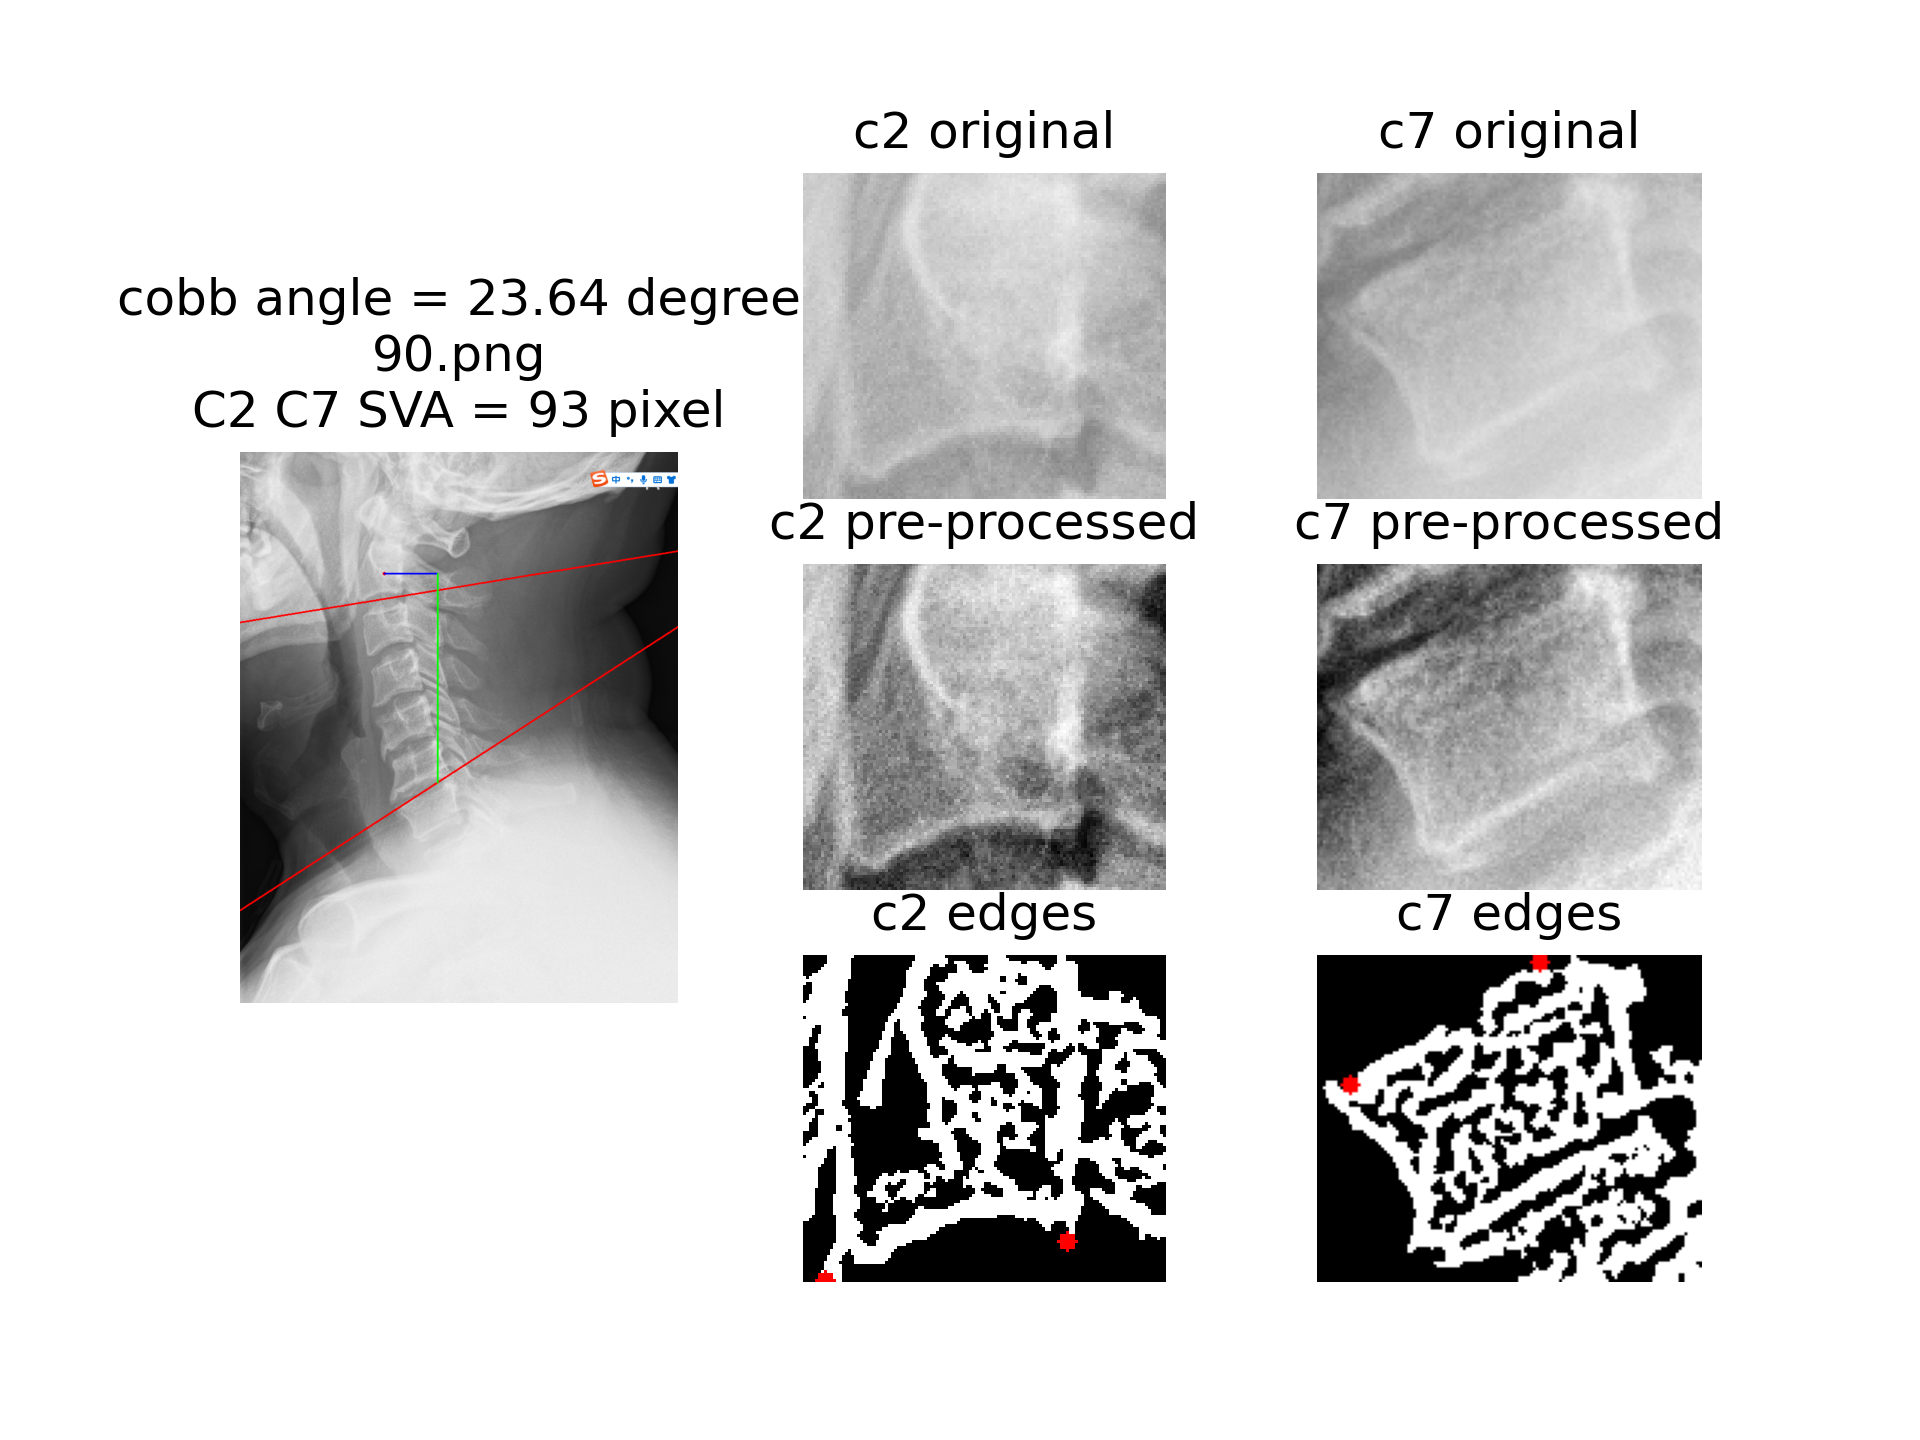 cobb angle = 23.64 degree
90.png
C2 C7 SVA = 93 pixel
S 中
c2 original
c7 original
c2 pre-processed
c7 pre-processed
c2 edges
c7 edges